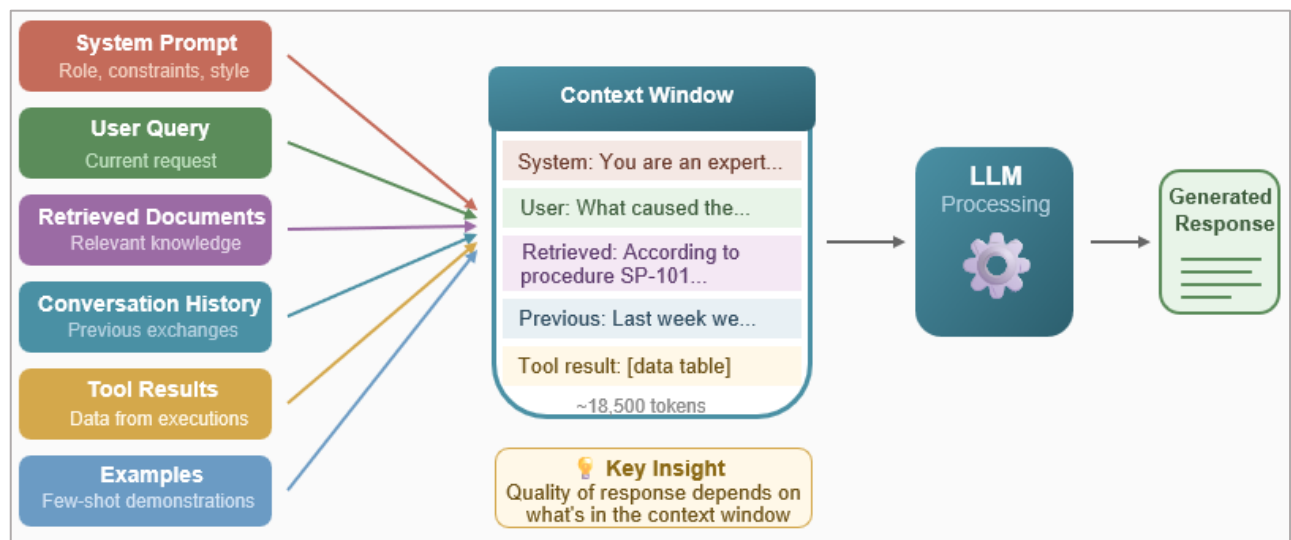 System Prompt
Role, constraints, style
User Query
Current request
Retrieved Documents
Relevant knowledge
Conversation History
Previous exchanges
Tool Results
Data from executions
Examples
Few-shot demonstrations
Context Window
System: You are an expert...
User: What caused the...
Retrieved: According to
procedure SP-101...
Previous: Last week we...
Tool result: [data table]
~18,500 tokens
Key Insight
Quality of response depends on
what's in the context window
LLM
Processing
Generated
Response